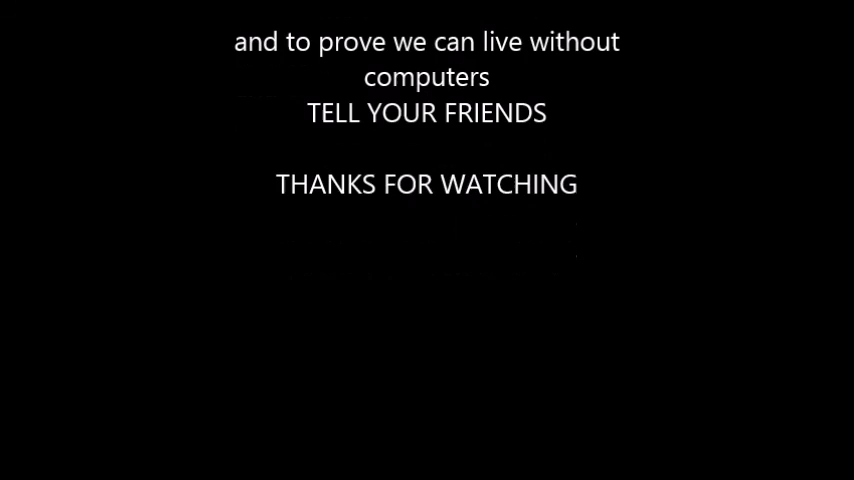 and to prove we can live without
computers
TELL YOUR FRIENDS
THANKS FOR WATCHING